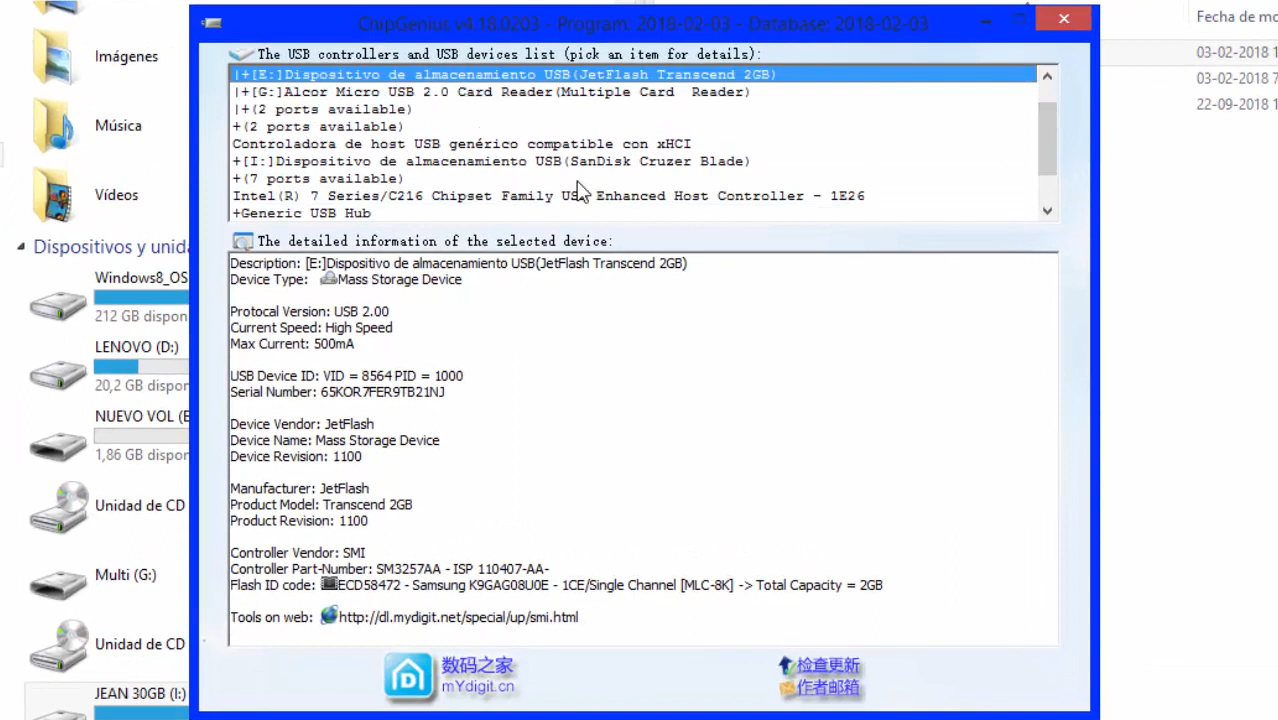 ChipGenius v4.18.0203 - Program: 2018-02-03 - Database: 2018-02-03
Fecha de mo
03-02-2018 1
03-02-2018 7
22-09-2018 1
Imágenes
Música
Vídeos
Dispositivos y unida
Windows8_OS
212 GB dispon
LENOVO (D:)
20,2 GB dispor
NUEVO VOL (E
1,86 GB dispor
Unidad de CD
Multi (G:)
Unidad de CD
JEAN 30GB (I:)
The USB controllers and USB devices list (pick an item for details):
|+[E:]Dispositivo de almacenamiento USB(JetFlash Transcend 2GB)
|+[G:]Alcor Micro USB 2.0 Card Reader(Multiple Card  Reader)
|+(2 ports available)
+(2 ports available)
Controladora de host USB genérico compatible con xHCI
+[I:]Dispositivo de almacenamiento USB(SanDisk Cruzer Blade)
+(7 ports available)
Intel(R) 7 Series/C216 Chipset Family USB Enhanced Host Controller - 1E26
+Generic USB Hub
The detailed information of the selected device:
Description: [E:]Dispositivo de almacenamiento USB(JetFlash Transcend 2GB)
Device Type: Mass Storage Device
Protocal Version: USB 2.00
Current Speed: High Speed
Max Current: 500mA
USB Device ID: VID = 8564 PID = 1000
Serial Number: 65KOR7FER9TB21NJ
Device Vendor: JetFlash
Device Name: Mass Storage Device
Device Revision: 1100
Manufacturer: JetFlash
Product Model: Transcend 2GB
Product Revision: 1100
Controller Vendor: SMI
Controller Part-Number: SM3257AA - ISP 110407-AA-
Flash ID code: ECD58472 - Samsung K9GAG08U0E - 1CE/Single Channel [MLC-8K] -> Total Capacity = 2GB
Tools on web: http://dl.mydigit.net/special/up/smi.html
数码之家
mYdigit.cn
检查更新
作者邮箱